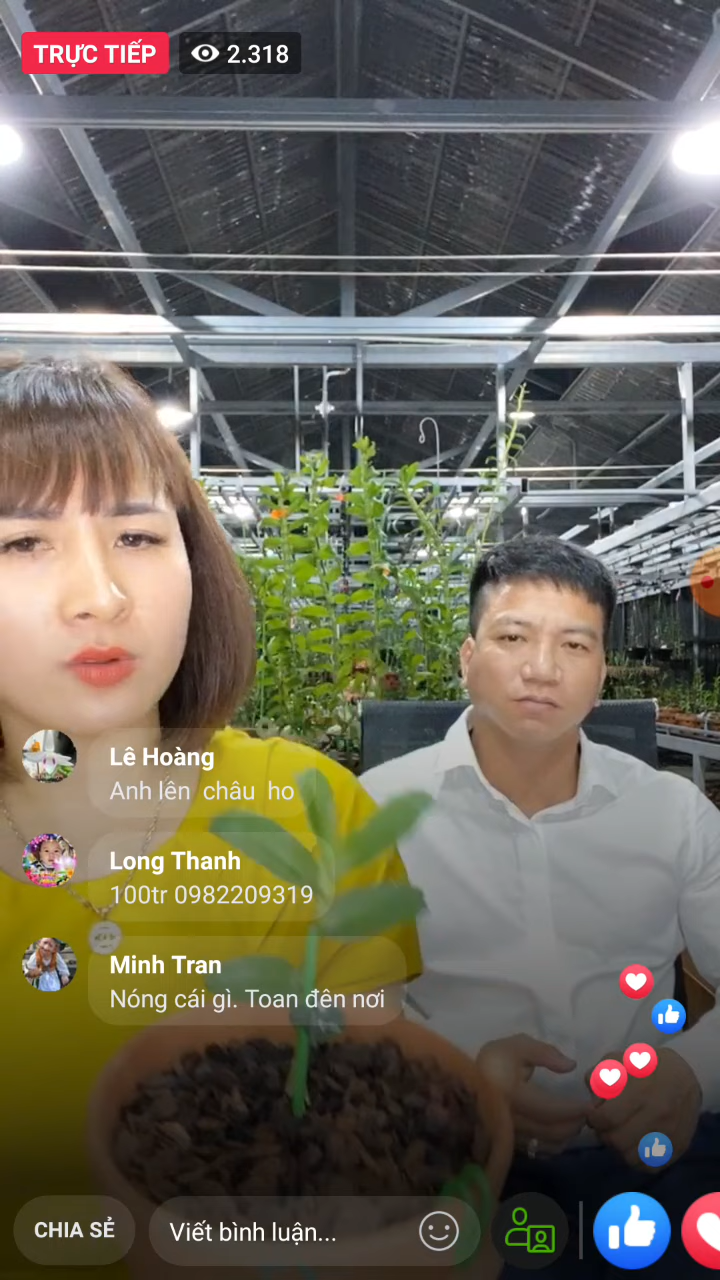 TRỰC TIẾP
2.318
Lê Hoàng
Anh lên châu ho
Long Thanh
100tr 0982209319
Minh Tran
Nóng cái gì. Toan đên nơi
CHIA SẺ
Viết bình luận...